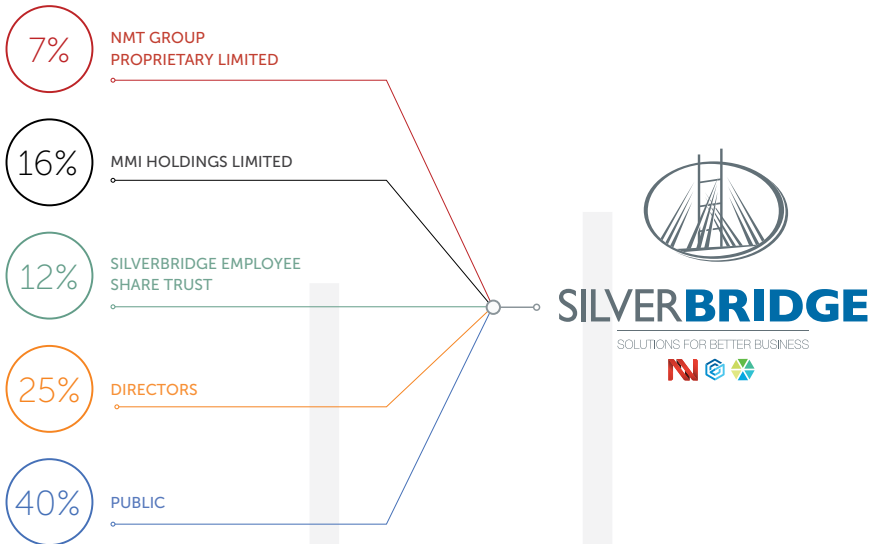 7%
NMT GROUP
PROPRIETARY LIMITED
16%
MMI HOLDINGS LIMITED
12%
SILVERBRIDGE EMPLOYEE
SHARE TRUST
25%
DIRECTORS
40%
PUBLIC
SILVERBRIDGE
SOLUTIONS FOR BETTER BUSINESS